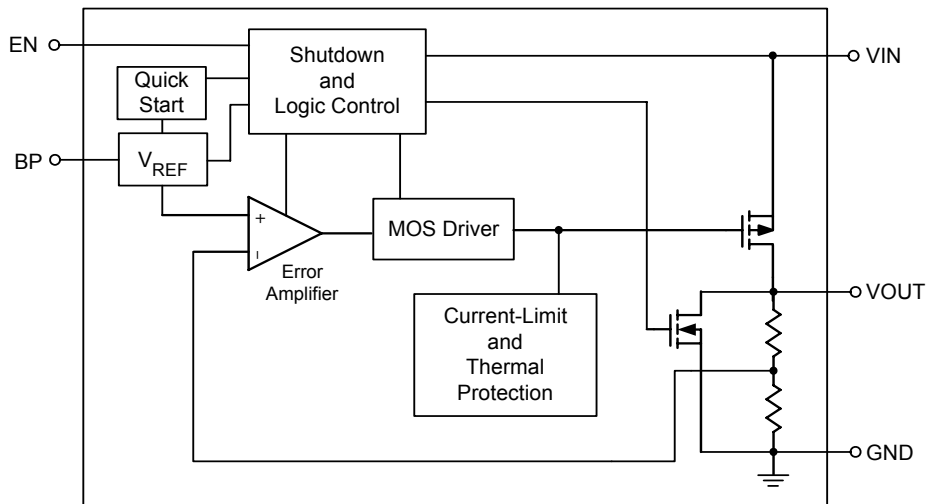 EN
Shutdown
and
Logic Control
VIN
Quick
Start
BP
VREF
+
-
MOS Driver
Error
Amplifier
Current-Limit
and
Thermal
Protection
VOUT
GND